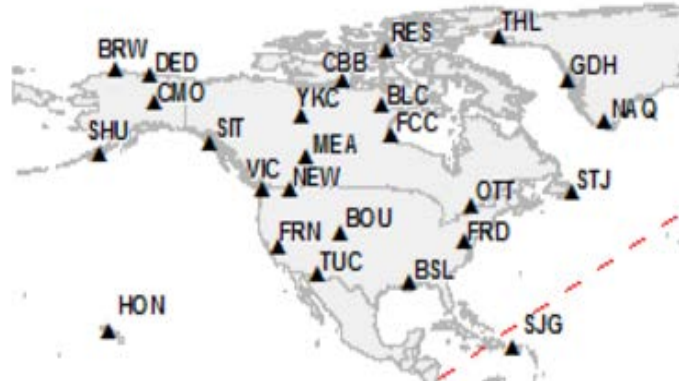 THL
RES
BRW
DED
CBB
GDH
CMO
YKC
BLC
NAQ
FCC
SHU
SIT
MEA
VIC
NEW
OTT
STJ
BOU
FRN
FRD
TUC
BSL
HON
SJG